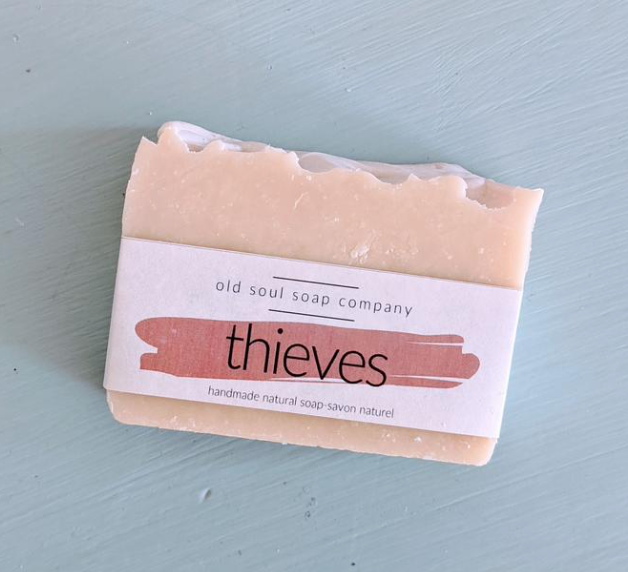 old soul soap company
thieves
handmade natural soap-savon naturel